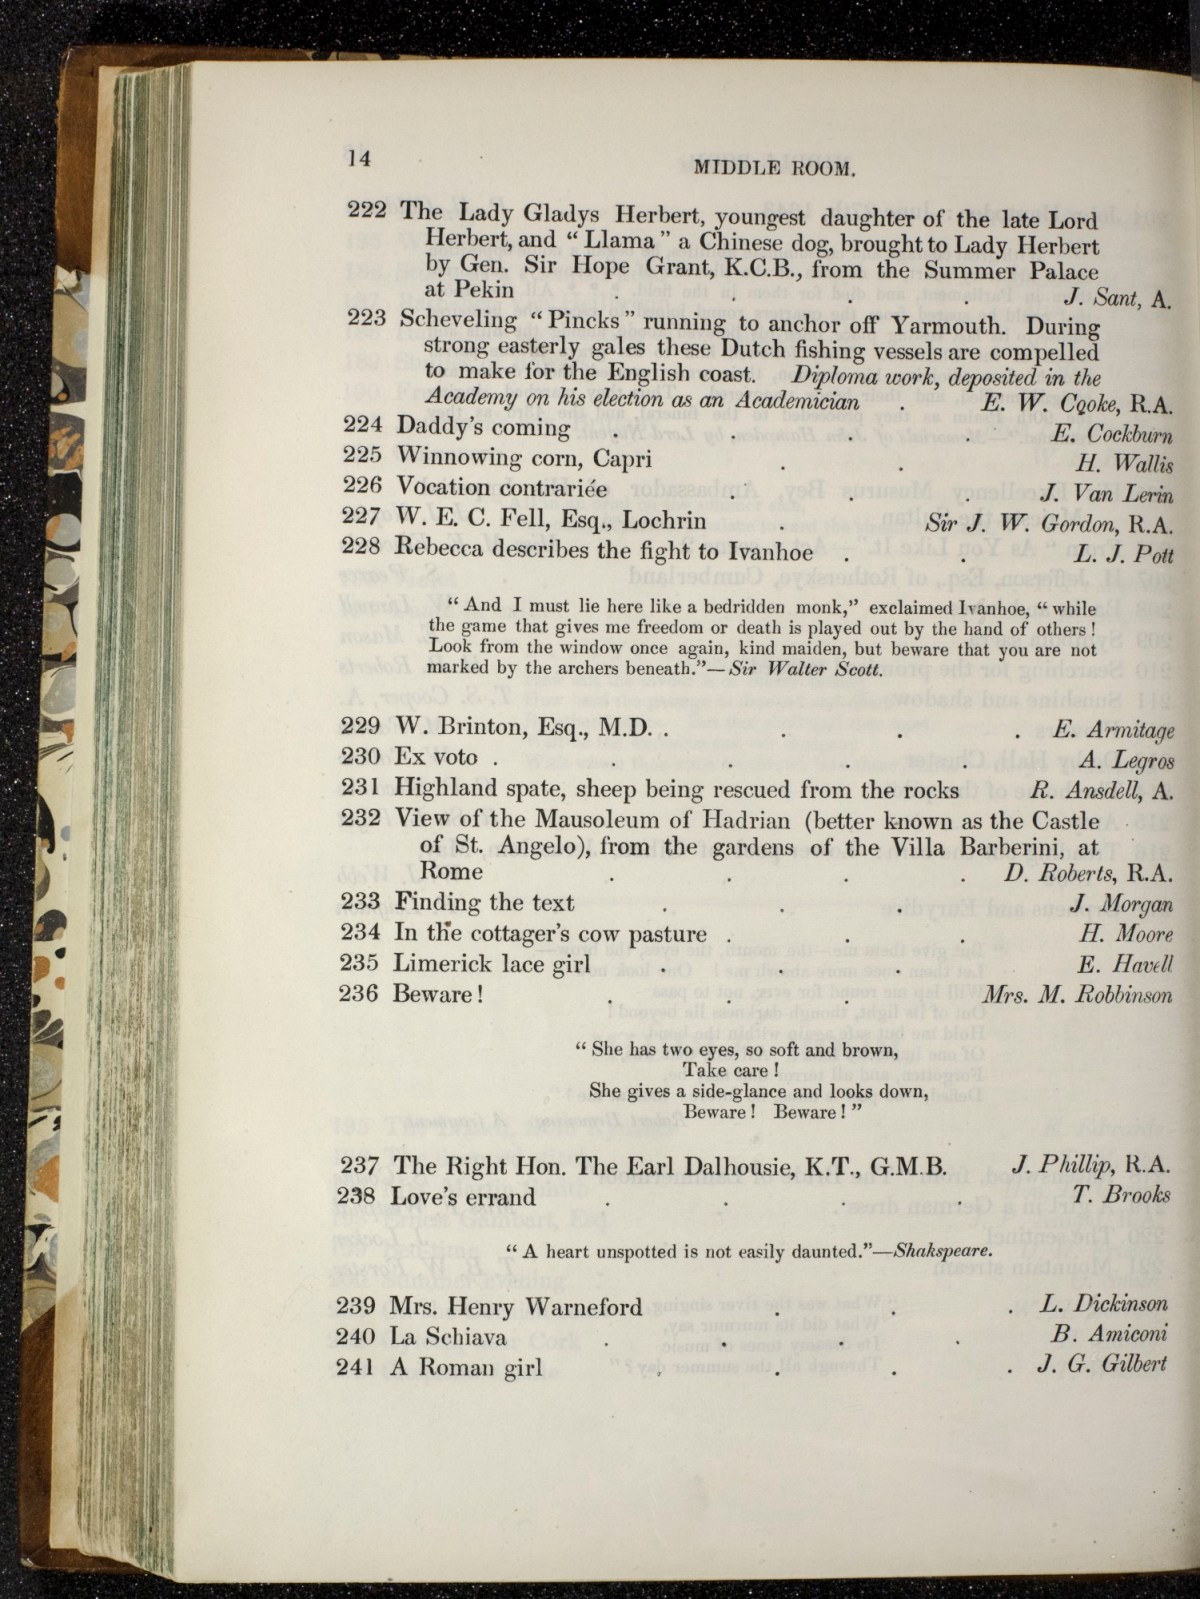 14
MIDDLE ROOM.
222 The Lady Gladys Herbert, youngest daughter of the late Lord
Herbert, and “ Llama ” a Chinese dog, brought to Lady Herbert
by Gen. Sir Hope Grant, K.C.B., from the Summer Palace
at Pekin . . . J. Sant, A.
223 Scheveling “ Pincks ” running to anchor off Yarmouth. During
strong easterly gales these Dutch fishing vessels are compelled
to make for the English coast. Diploma work, deposited in the
Academy on his election as an Academician . E. W. Cooke, R.A.
224 Daddy’s coming . . . . E. Cockburn
225 Winnowing corn, Capri . . H. Wallis
226 Vocation contrariée . . . J. Van Lerin
227 W. E. C. Fell, Esq., Lochrin . Sir J. W. Gordon, R.A.
228 Rebecca describes the fight to Ivanhoe . . L. J. Pott
“ And I must lie here like a bedridden monk,” exclaimed Ivanhoe, “ while
the game that gives me freedom or death is played out by the hand of others !
Look from the window once again, kind maiden, but beware that you are not
marked by the archers beneath.”—Sir Walter Scott.
229 W. Brinton, Esq., M.D. . . . . E. Armitage
230 Ex voto . . . . . A. Legros
231 Highland spate, sheep being rescued from the rocks R. Ansdell, A.
232 View of the Mausoleum of Hadrian (better known as the Castle
of St. Angelo), from the gardens of the Villa Barberini, at
Rome . . . . D. Roberts, R.A.
233 Finding the text . . . J. Morgan
234 In the cottager’s cow pasture . . . H. Moore
235 Limerick lace girl . . . E. Havell
236 Beware ! . . . Mrs. M. Robbinson
“ She has two eyes, so soft and brown,
Take care !
She gives a side-glance and looks down,
Beware ! Beware ! ”
237 The Right Hon. The Earl Dalhousie, K.T., G.M.B. J. Phillip, R.A.
238 Love’s errand . . . . T. Brooks
“ A heart unspotted is not easily daunted.”—Shakspeare.
239 Mrs. Henry Warneford . . . L. Dickinson
240 La Schiava . . . . B. Amiconi
241 A Roman girl . . . . J. G. Gilbert